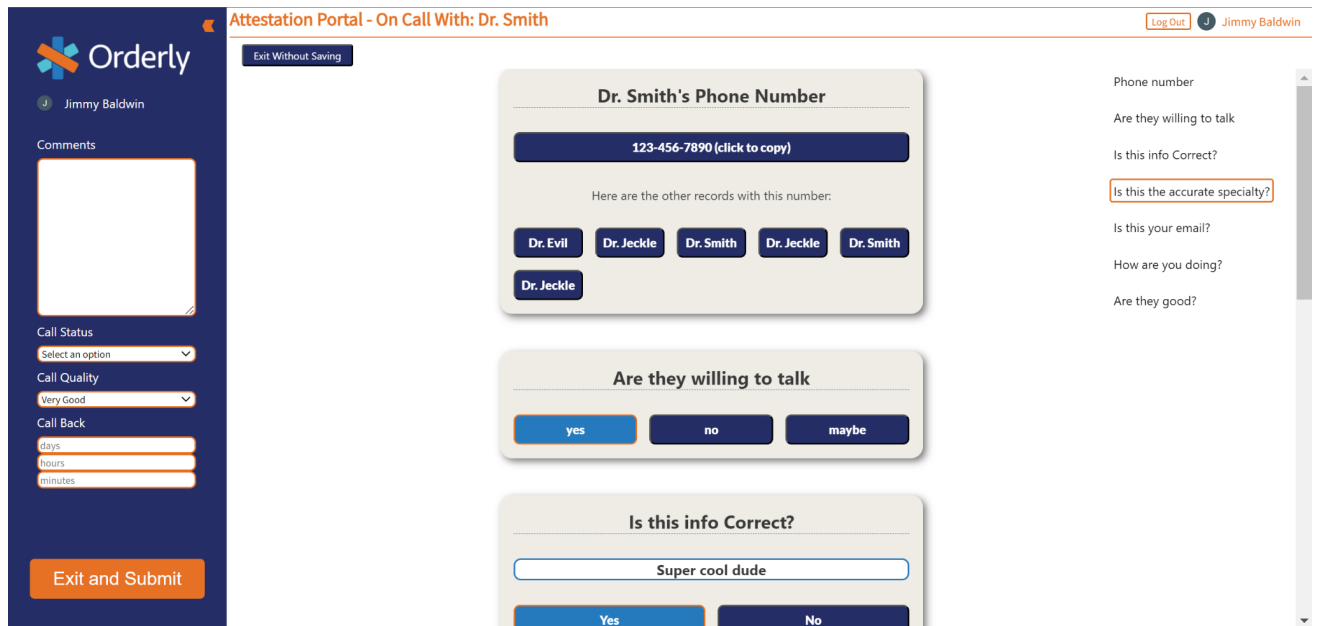 Attestation Portal - On Call With: Dr. Smith
Log Out J Jimmy Baldwin
Orderly
J Jimmy Baldwin
Comments
Call Status
Select an option
Call Quality
Very Good
Call Back
days
hours
minutes
Exit and Submit
Exit Without Saving
Dr. Smith's Phone Number
123-456-7890 (click to copy)
Here are the other records with this number:
Dr. Evil Dr. Jeckle Dr. Smith Dr. Jeckle Dr. Smith
Dr. Jeckle
Are they willing to talk
yes no maybe
Is this info Correct?
Super cool dude
Yes No
Phone number
Are they willing to talk
Is this info Correct?
Is this the accurate specialty?
Is this your email?
How are you doing?
Are they good?